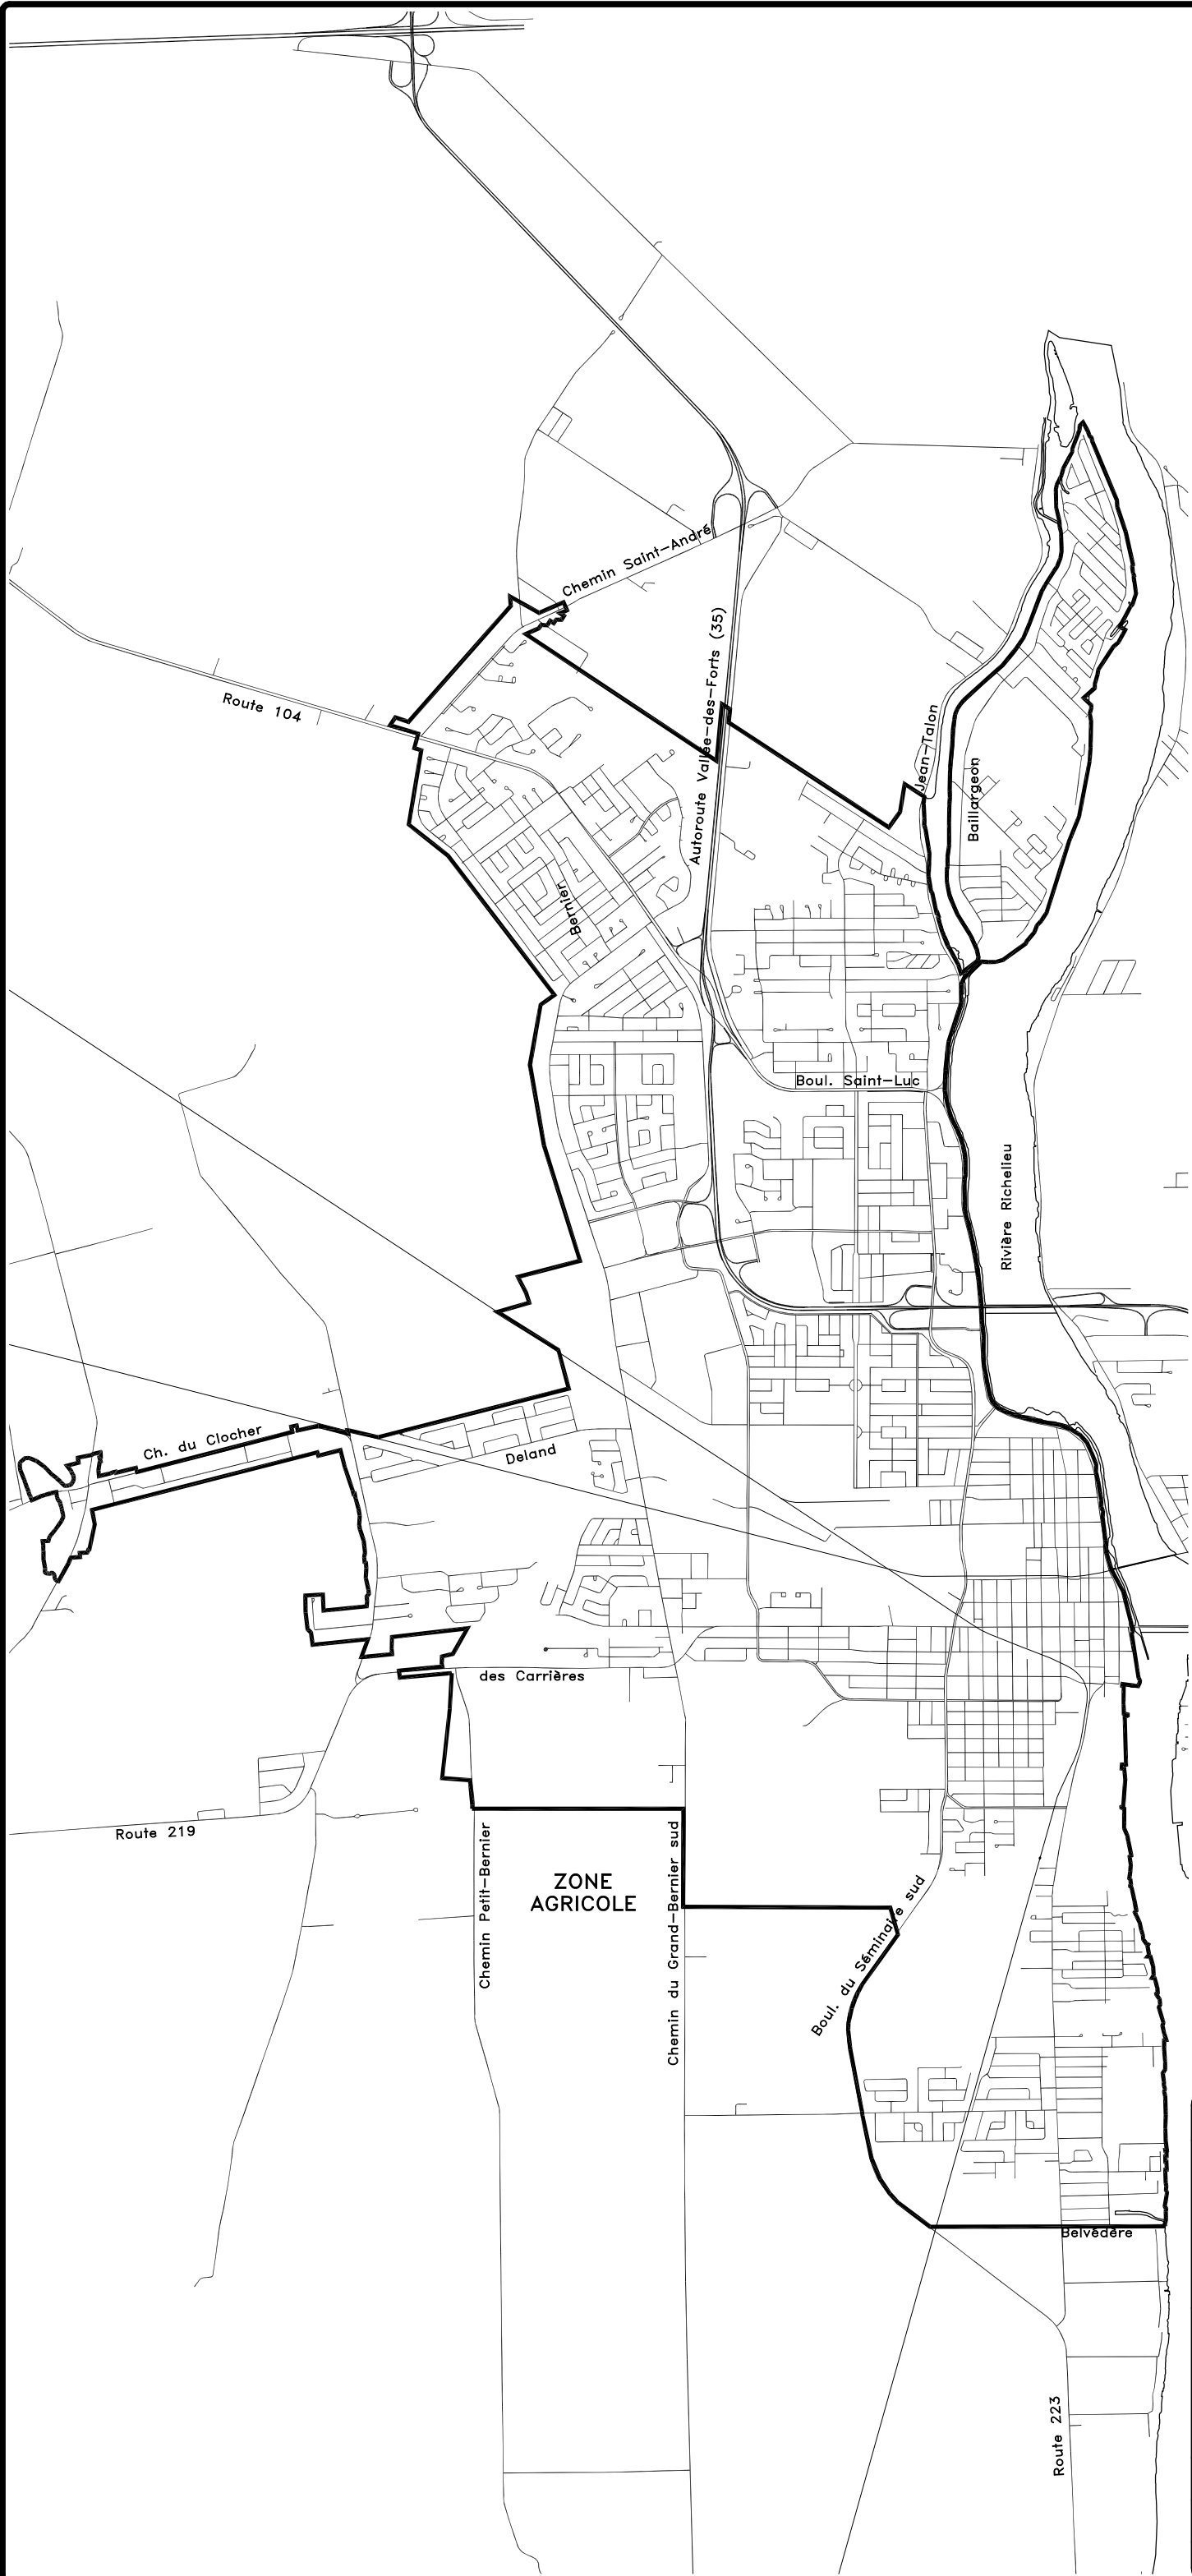 Chemin Saint-André
Autoroute Vallée-des-Forts (35)
Route 104
Jean-Talon
Baillargeon
Bernier
Boul. Saint-Luc
Rivière Richelieu
Ch. du Clocher
Deland
des Carrières
Route 219
Chemin Petit-Bernier
ZONE
AGRICOLE
Chemin du Grand-Bernier sud
Boul. du Séminaire sud
Belvédère
Route 223